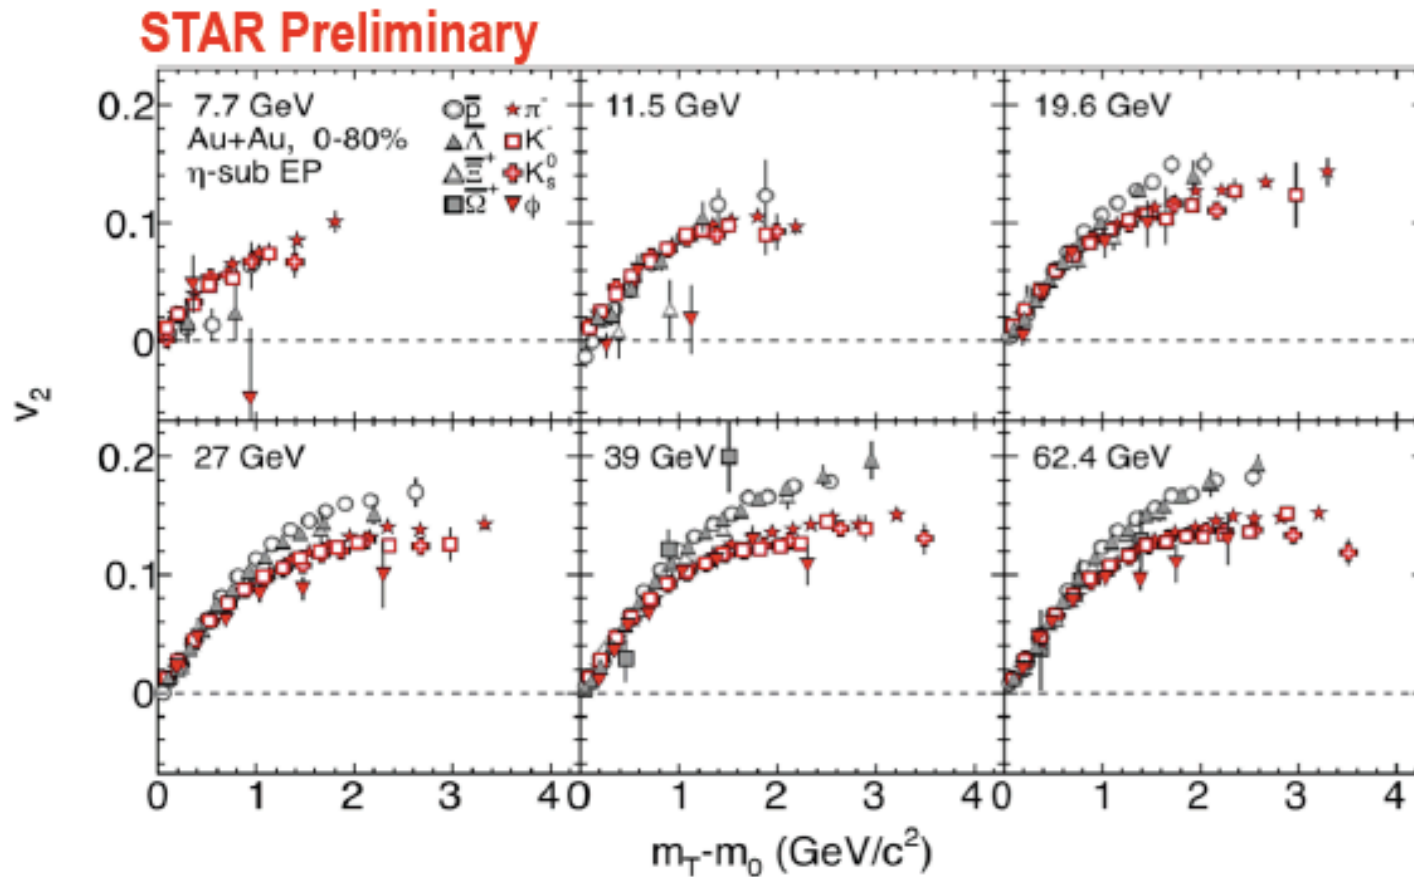 STAR Preliminary
7.7 GeV
Au+Au, 0-80%
η-sub EP
p̄ π⁻
Λ̄ K⁻
Ξ̄⁺ K⁰ₛ
Ω̄⁺ ϕ
11.5 GeV
19.6 GeV
0.2
0.1
0
v₂
27 GeV
39 GeV
62.4 GeV
0.2
0.1
0
0 1 2 3 4 0 1 2 3 4 0 1 2 3 4
m_T-m₀ (GeV/c²)